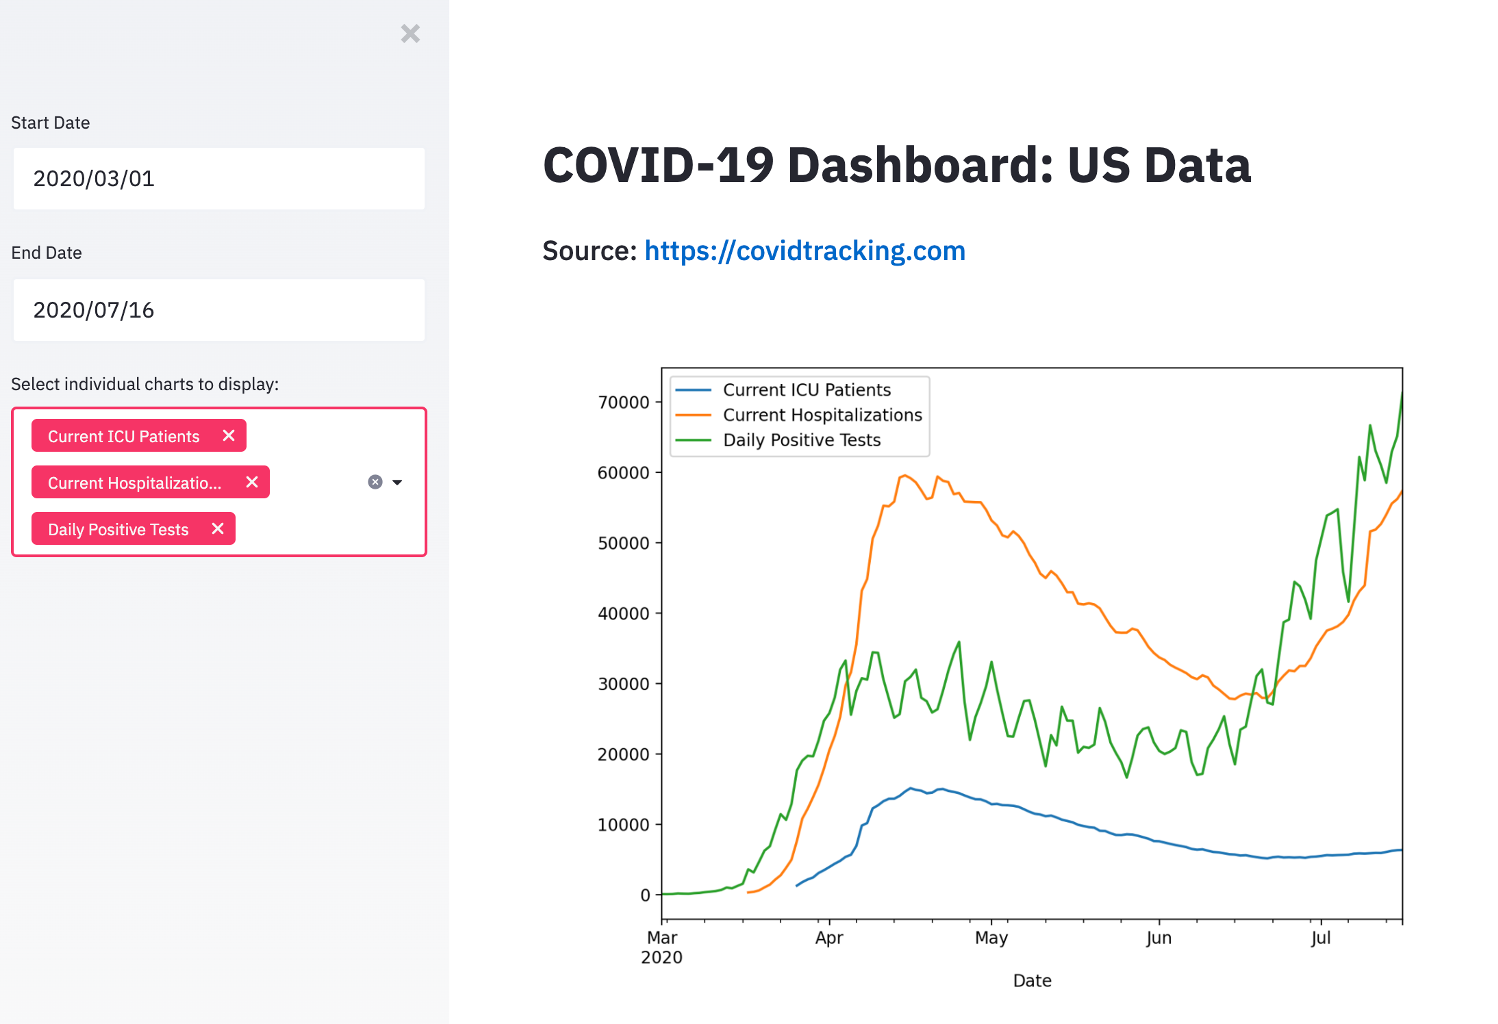 Start Date
2020/03/01
End Date
2020/07/16
Select individual charts to display:
Current ICU Patients
Current Hospitalizatio...
Daily Positive Tests
COVID-19 Dashboard: US Data
Source: https://covidtracking.com
Current ICU Patients
Current Hospitalizations
Daily Positive Tests
70000
60000
50000
40000
30000
20000
10000
0
Mar Apr May Jun Jul
2020
Date